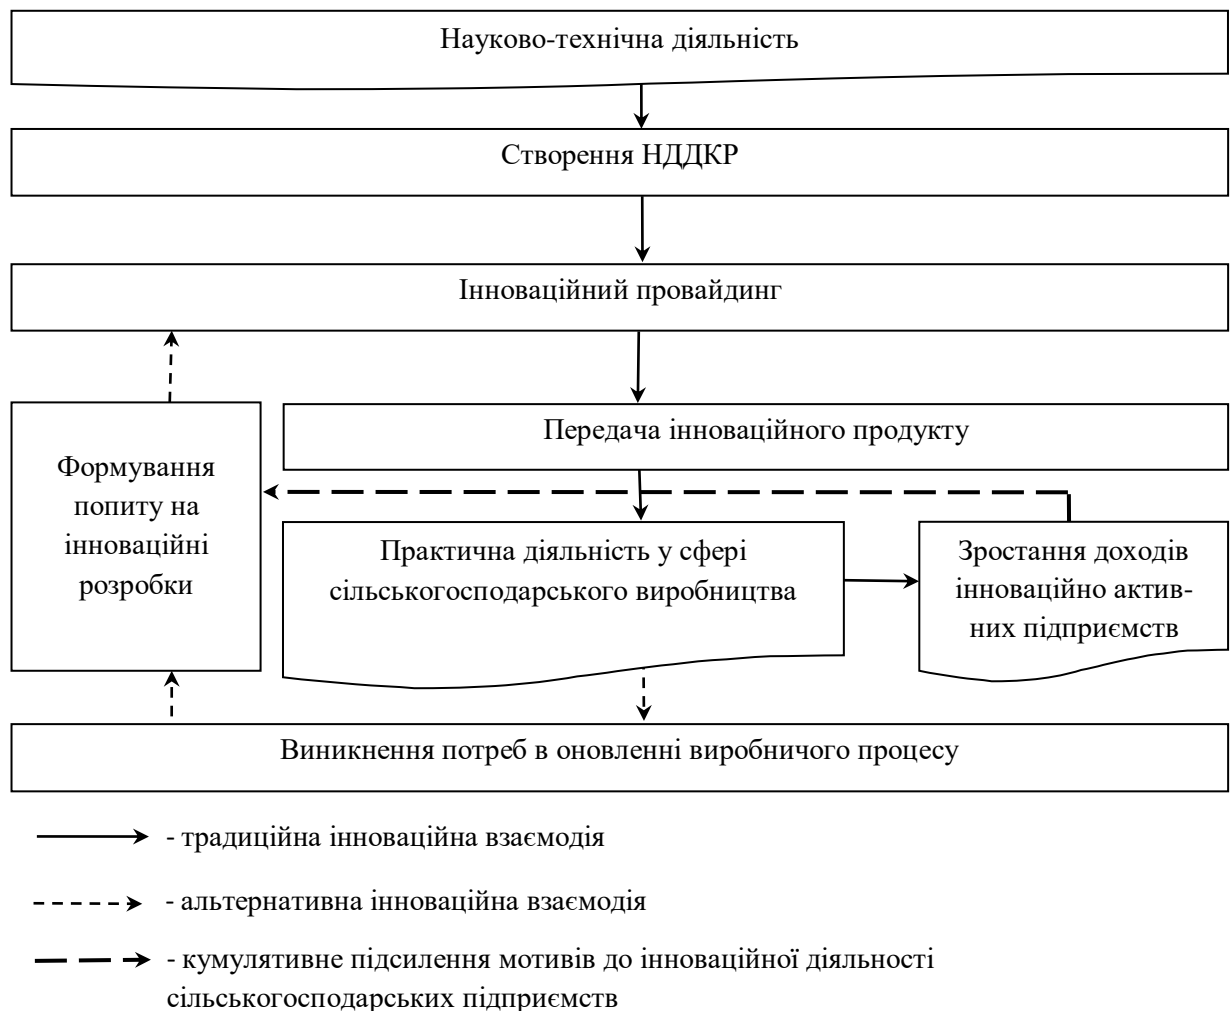 Науково-технічна діяльність
Створення НДДКР
Інноваційний провайдинг
Передача інноваційного продукту
Формування
попиту на
інноваційні
розробки
Практична діяльність у сфері
сільськогосподарського виробництва
Зростання доходів
інноваційно актив-
них підприємств
Виникнення потреб в оновленні виробничого процесу
- традиційна інноваційна взаємодія
- альтернативна інноваційна взаємодія
- кумулятивне підсилення мотивів до інноваційної діяльності
сільськогосподарських підприємств